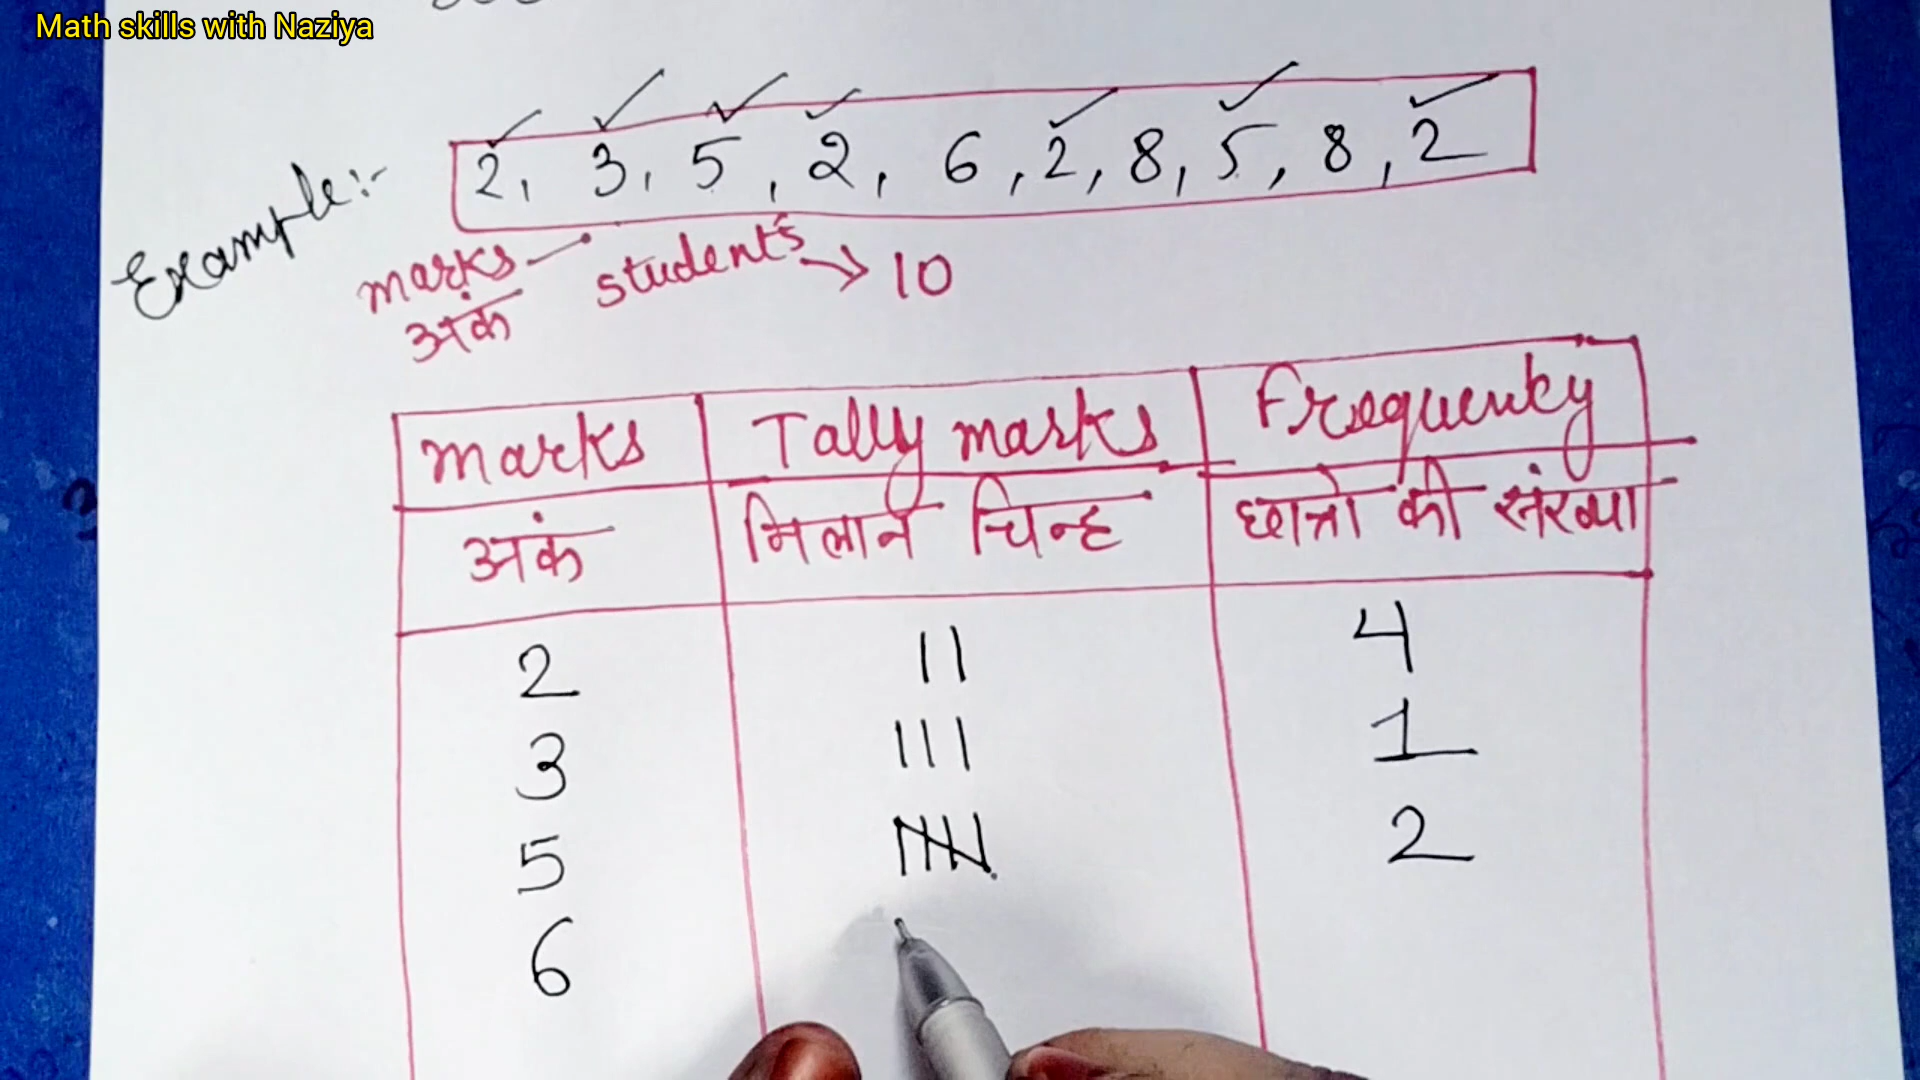 Math skills with Naziya
Example:-
2, 3, 5, 2, 6, 2, 8, 5, 8, 2
marks students → 10
अंक
marks Tally marks Frequenky
अंक मिलान चिन्ह छात्रो की संख्या
2 || 4
3 ||| 1
5 𝍸 2
6